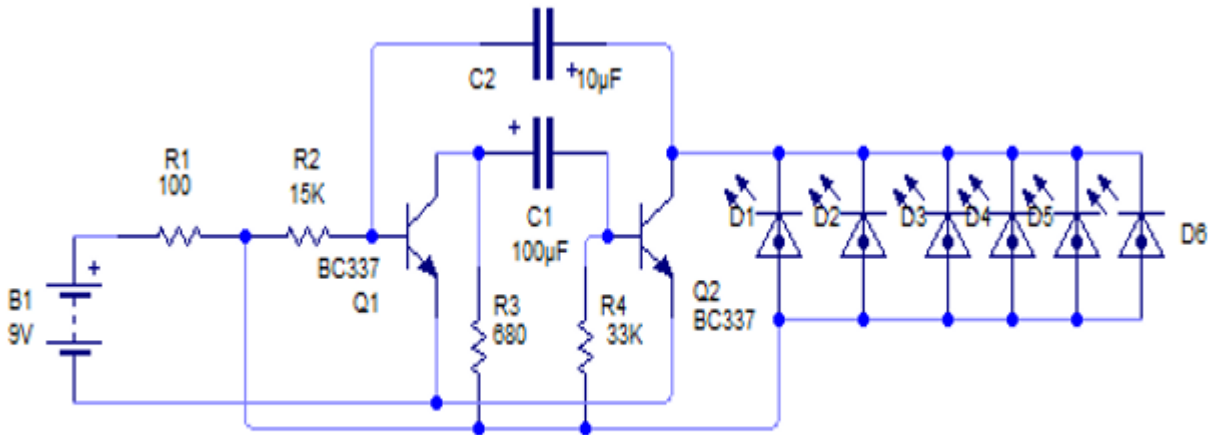 C2
+
10µF
+
R1
100
R2
15K
C1
100µF
D1
D2
D3
D4
D5
D6
BC337
Q1
+
B1
9V
R3
680
R4
33K
Q2
BC337